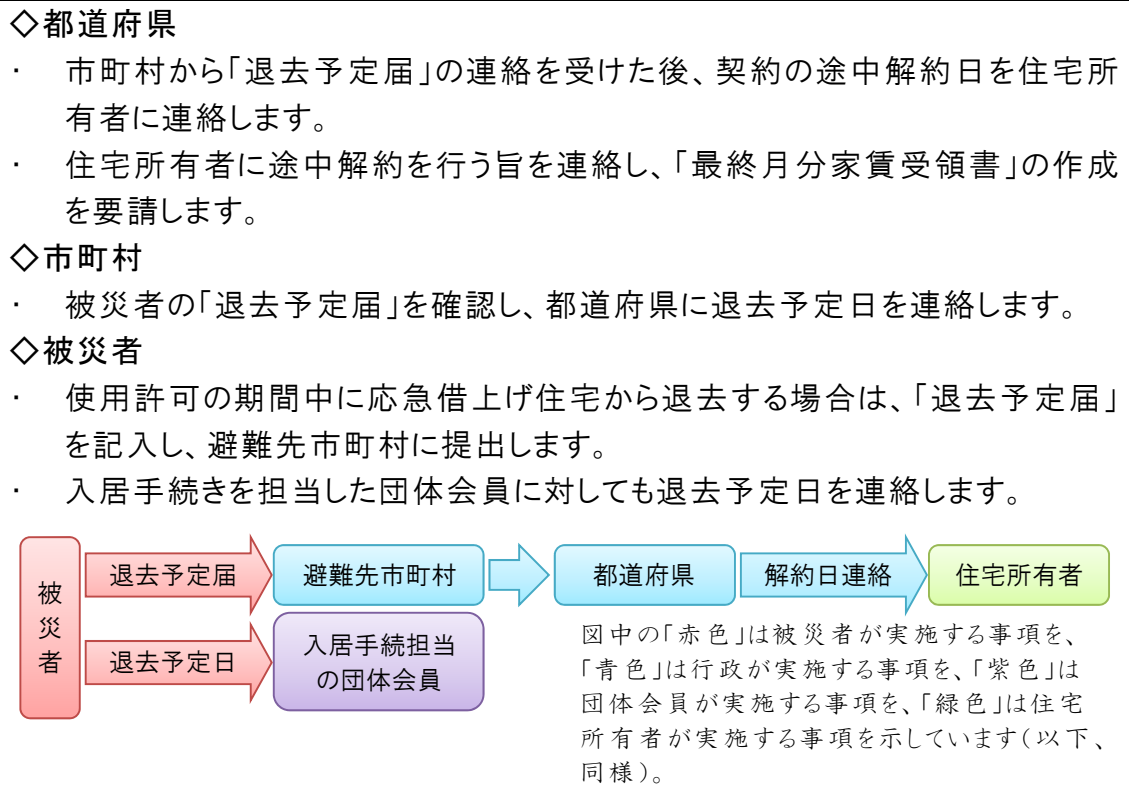 ◇都道府県
・ 市町村から「退去予定届」の連絡を受けた後、契約の途中解約日を住宅所
有者に連絡します。
・ 住宅所有者に途中解約を行う旨を連絡し、「最終月分家賃受領書」の作成
を要請します。
◇市町村
・ 被災者の「退去予定届」を確認し、都道府県に退去予定日を連絡します。
◇被災者
・ 使用許可の期間中に応急借上げ住宅から退去する場合は、「退去予定届」
を記入し、避難先市町村に提出します。
・ 入居手続きを担当した団体会員に対しても退去予定日を連絡します。
被災者
退去予定届
避難先市町村
都道府県
解約日連絡
住宅所有者
退去予定日
入居手続担当
の団体会員
図中の「赤色」は被災者が実施する事項を、
「青色」は行政が実施する事項を、「紫色」は
団体会員が実施する事項を、「緑色」は住宅
所有者が実施する事項を示しています(以下、
同様)。